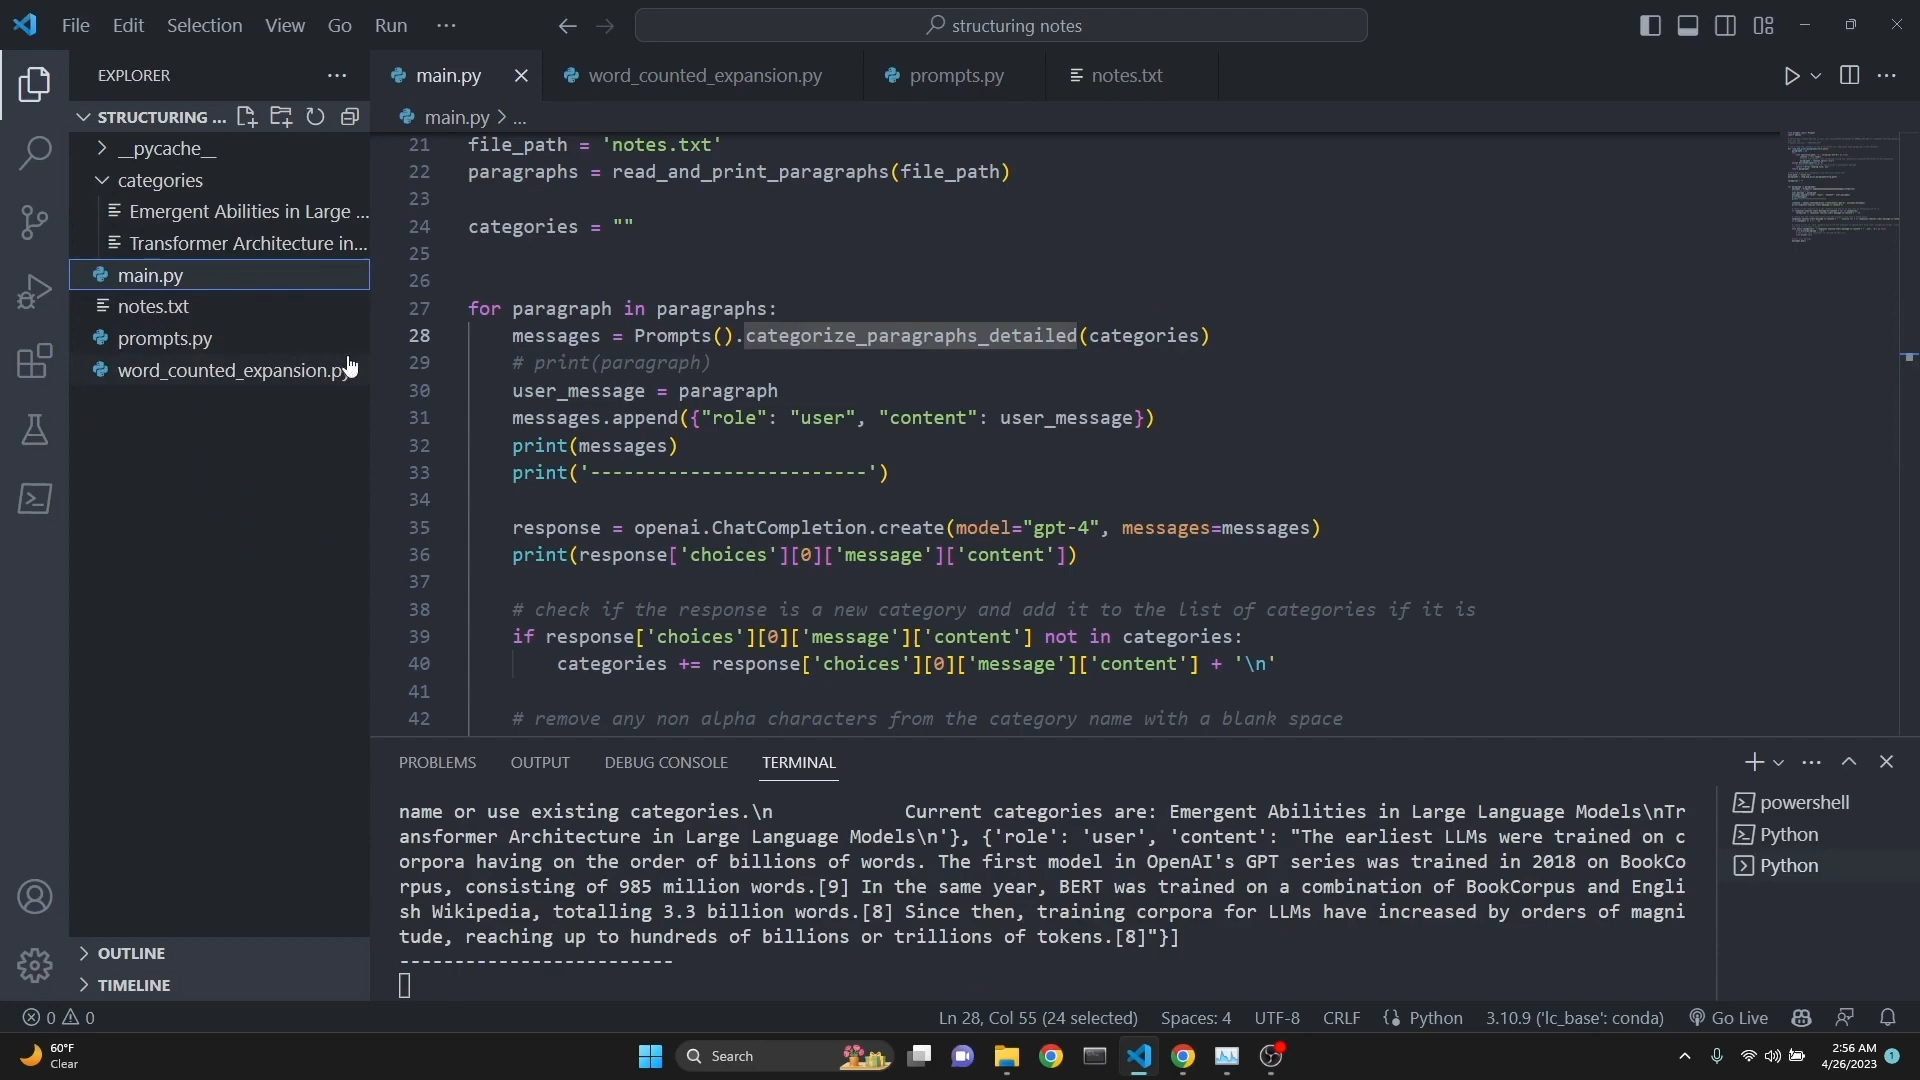 File Edit Selection View Go Run ···
structuring notes
EXPLORER
STRUCTURING ...
__pycache__
categories
Emergent Abilities in Large ...
Transformer Architecture in...
main.py
notes.txt
prompts.py
word_counted_expansion.py
OUTLINE
TIMELINE
main.py word_counted_expansion.py prompts.py notes.txt
main.py > ...
21 file_path = 'notes.txt'
22 paragraphs = read_and_print_paragraphs(file_path)
23
24 categories = ""
25
26
27 for paragraph in paragraphs:
28 messages = Prompts().categorize_paragraphs_detailed(categories)
29 # print(paragraph)
30 user_message = paragraph
31 messages.append({"role": "user", "content": user_message})
32 print(messages)
33 print('-------------------------')
34
35 response = openai.ChatCompletion.create(model="gpt-4", messages=messages)
36 print(response['choices'][0]['message']['content'])
37
38 # check if the response is a new category and add it to the list of categories if it is
39 if response['choices'][0]['message']['content'] not in categories:
40 categories += response['choices'][0]['message']['content'] + '\n'
41
42 # remove any non alpha characters from the category name with a blank space
PROBLEMS OUTPUT DEBUG CONSOLE TERMINAL
name or use existing categories.\n            Current categories are: Emergent Abilities in Large Language Models\nTr
ansformer Architecture in Large Language Models\n'}, {'role': 'user', 'content': "The earliest LLMs were trained on c
orpora having on the order of billions of words. The first model in OpenAI's GPT series was trained in 2018 on BookCo
rpus, consisting of 985 million words.[9] In the same year, BERT was trained on a combination of BookCorpus and Engli
sh Wikipedia, totalling 3.3 billion words.[8] Since then, training corpora for LLMs have increased by orders of magni
tude, reaching up to hundreds of billions or trillions of tokens.[8]"}]
-------------------------
powershell
Python
Python
0 0
Ln 28, Col 55 (24 selected) Spaces: 4 UTF-8 CRLF Python 3.10.9 ('lc_base': conda) Go Live
60°F
Clear
Search
2:56 AM
4/26/2023
1